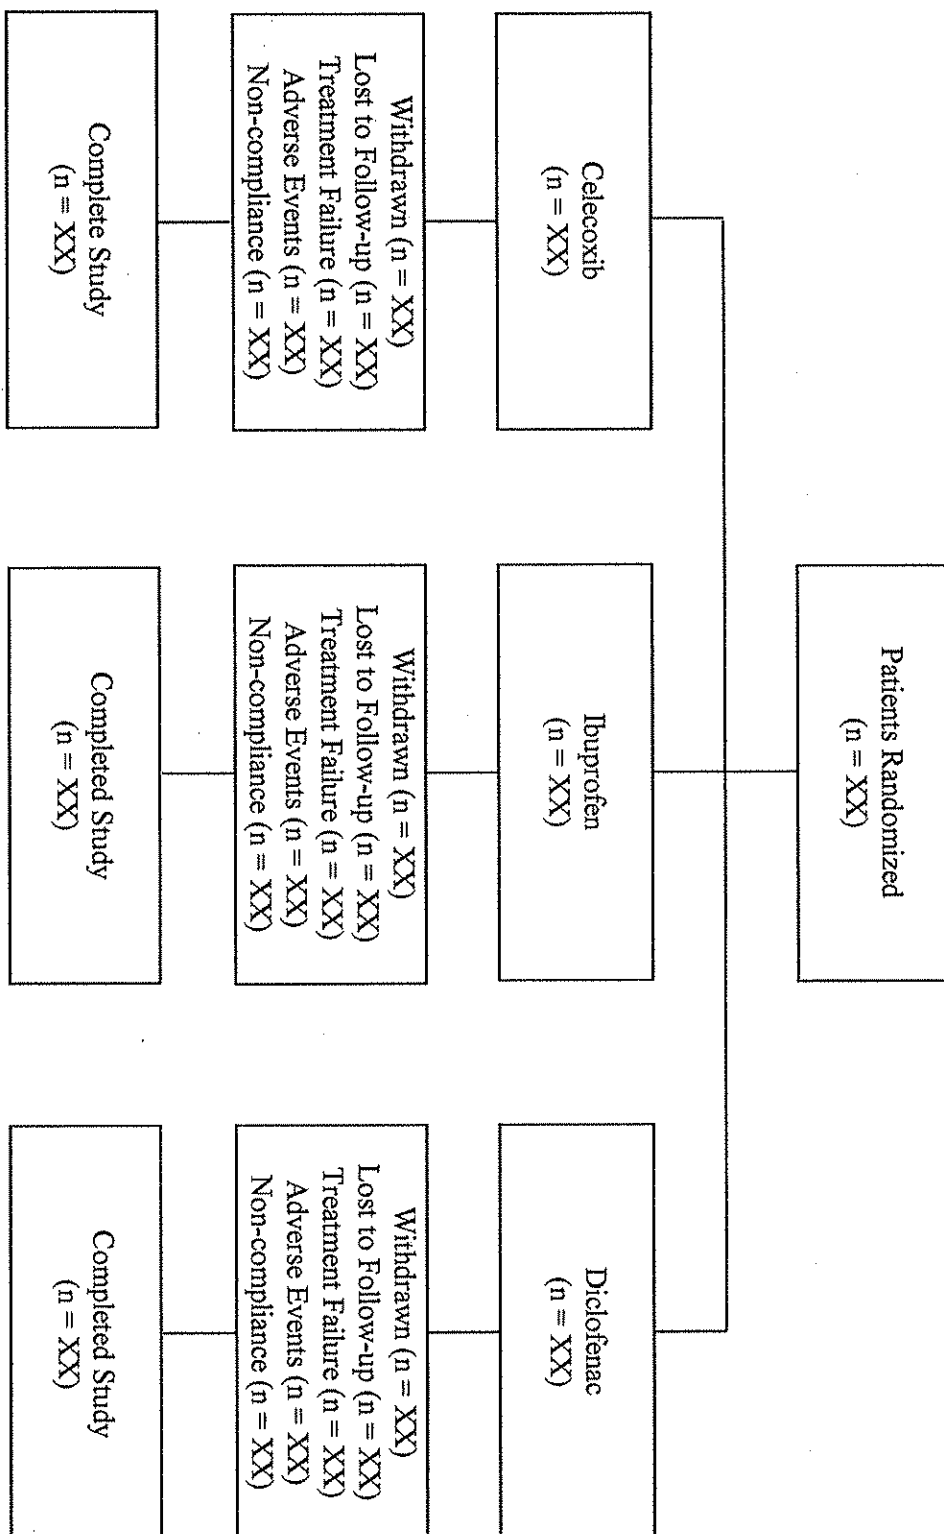 Patients Randomized
(n = XX)
Celecoxib
(n = XX)
Ibuprofen
(n = XX)
Diclofenac
(n = XX)
Withdrawn (n = XX)
Lost to Follow-up (n = XX)
Treatment Failure (n = XX)
Adverse Events (n = XX)
Non-compliance (n = XX)
Withdrawn (n = XX)
Lost to Follow-up (n = XX)
Treatment Failure (n = XX)
Adverse Events (n = XX)
Non-compliance (n = XX)
Withdrawn (n = XX)
Lost to Follow-up (n = XX)
Treatment Failure (n = XX)
Adverse Events (n = XX)
Non-compliance (n = XX)
Complete Study
(n = XX)
Completed Study
(n = XX)
Completed Study
(n = XX)